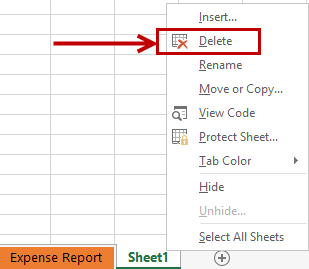 Insert...
Delete
Rename
Move or Copy...
View Code
Protect Sheet...
Tab Color
Hide
Unhide...
Select All Sheets
Expense Report Sheet1